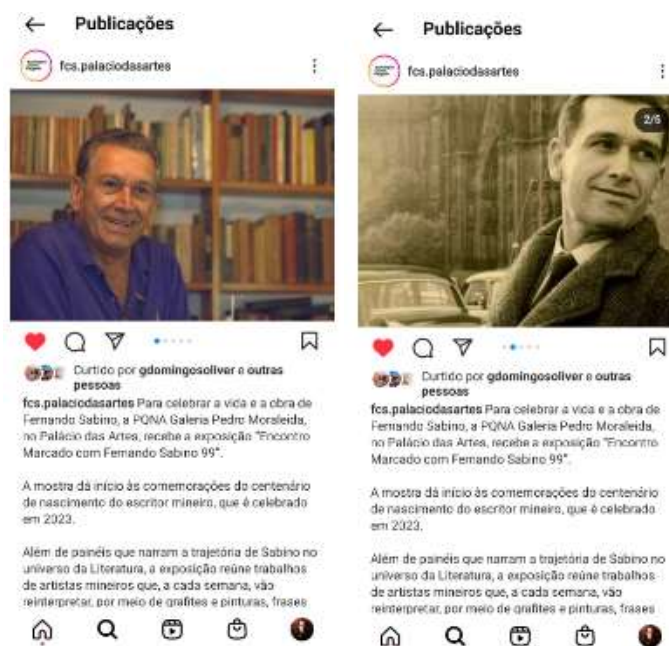 Publicações
fcs.palaciodasartes
Curtido por gdomingosoliver e outras
pessoas
fcs.palaciodasartes Para celebrar a vida e a obra de
Fernando Sabino, a PQNA Galeria Pedro Moraleida,
no Palácio das Artes, recebe a exposição "Encontro
Marcado com Fernando Sabino 99".
A mostra dá início às comemorações do centenário
de nascimento do escritor mineiro, que é celebrado
em 2023.
Além de painéis que narram a trajetória de Sabino no
universo da Literatura, a exposição reúne trabalhos
de artistas mineiros que, a cada semana, vão
reinterpretar, por meio de grafites e pinturas, frases
Publicações
fcs.palaciodasartes
2/5
Curtido por gdomingosoliver e outras
pessoas
fcs.palaciodasartes Para celebrar a vida e a obra de
Fernando Sabino, a PQNA Galeria Pedro Moraleida,
no Palácio das Artes, recebe a exposição "Encontro
Marcado com Fernando Sabino 99".
A mostra dá início às comemorações do centenário
de nascimento do escritor mineiro, que é celebrado
em 2023.
Além de painéis que narram a trajetória de Sabino no
universo da Literatura, a exposição reúne trabalhos
de artistas mineiros que, a cada semana, vão
reinterpretar, por meio de grafites e pinturas, frases